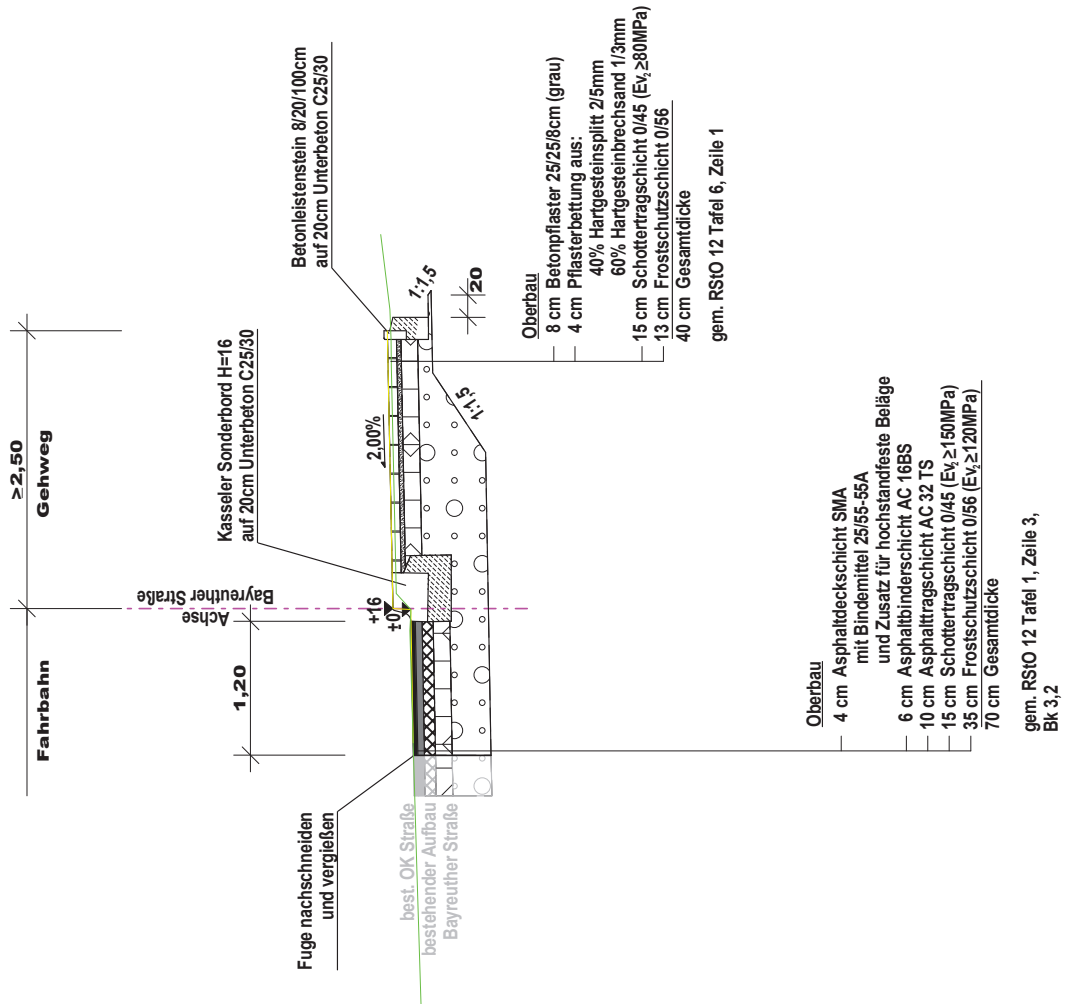 ≥2,50
Fahrbahn
Gehweg
1,20
Achse
Bayreuther Straße
Kasseler Sonderbord H=16
auf 20cm Unterbeton C25/30
Betonleistenstein 8/20/100cm
auf 20cm Unterbeton C25/30
+16
±0
2,00%
1:1,5
1:1,5
20
Fuge nachschneiden
und vergießen
best. OK Straße
bestehender Aufbau
Bayreuther Straße
Oberbau
8 cm Betonpflaster 25/25/8cm (grau)
4 cm Pflasterbettung aus:
40% Hartgesteinsplitt 2/5mm
60% Hartgesteinbrechsand 1/3mm
15 cm Schottertragschicht 0/45 (Ev₂≥80MPa)
13 cm Frostschutzschicht 0/56
40 cm Gesamtdicke
gem. RStO 12 Tafel 6, Zeile 1
Oberbau
4 cm Asphaltdeckschicht SMA
mit Bindemittel 25/55-55A
und Zusatz für hochstandfeste Beläge
6 cm Asphaltbinderschicht AC 16BS
10 cm Asphalttragschicht AC 32 TS
15 cm Schottertragschicht 0/45 (Ev₂≥150MPa)
35 cm Frostschutzschicht 0/56 (Ev₂≥120MPa)
70 cm Gesamtdicke
gem. RStO 12 Tafel 1, Zeile 3,
Bk 3,2